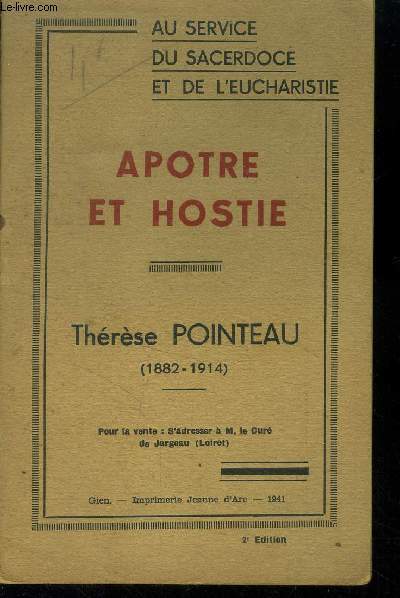 © Le-livre.com
AU SERVICE
DU SACERDOCE
ET DE L'EUCHARISTIE
APOTRE
ET HOSTIE
Thérèse POINTEAU
(1882-1914)
Pour la vente : S'adresser à M. le Curé
de Jargeau (Loiret)
Gien. — Imprimerie Jeanne d'Arc — 1941
2e Edition